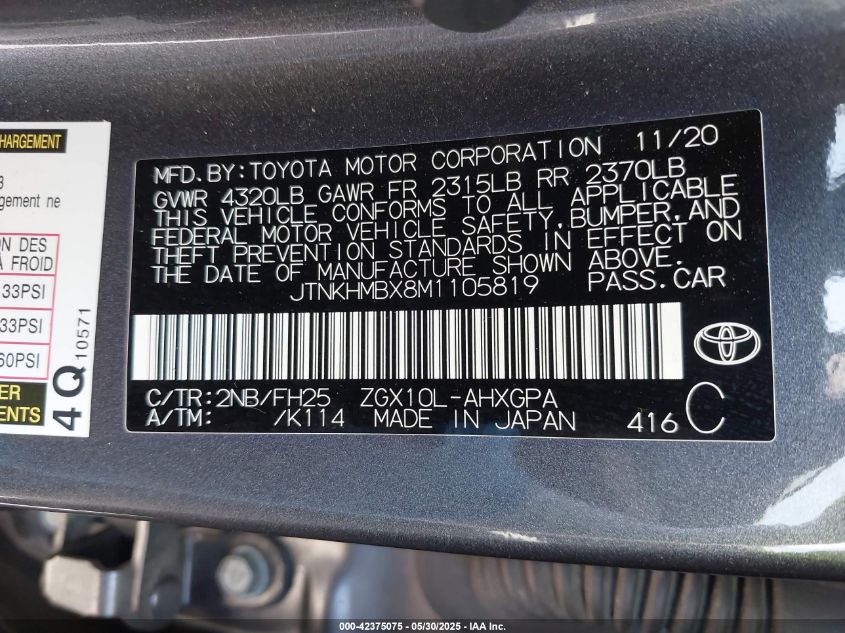 HARGEMENT
gement ne
ON DES
À FROID
33PSI
33PSI
60PSI
ER
ENTS
4Q 10571
MFD.BY:TOYOTA MOTOR CORPORATION 11/20
GVWR 4320LB GAWR FR 2315LB RR 2370LB
THIS VEHICLE CONFORMS TO ALL APPLICABLE
FEDERAL MOTOR VEHICLE SAFETY,BUMPER,AND
THEFT PREVENTION STANDARDS IN EFFECT ON
THE DATE OF MANUFACTURE SHOWN ABOVE.
JTNKHMBX8M1105819 PASS.CAR
C/TR:2NB/FH25 ZGX10L-AHXGPA
A/TM: /K114 MADE IN JAPAN 416 C
000-42375075 - 05/30/2025 - IAA Inc.